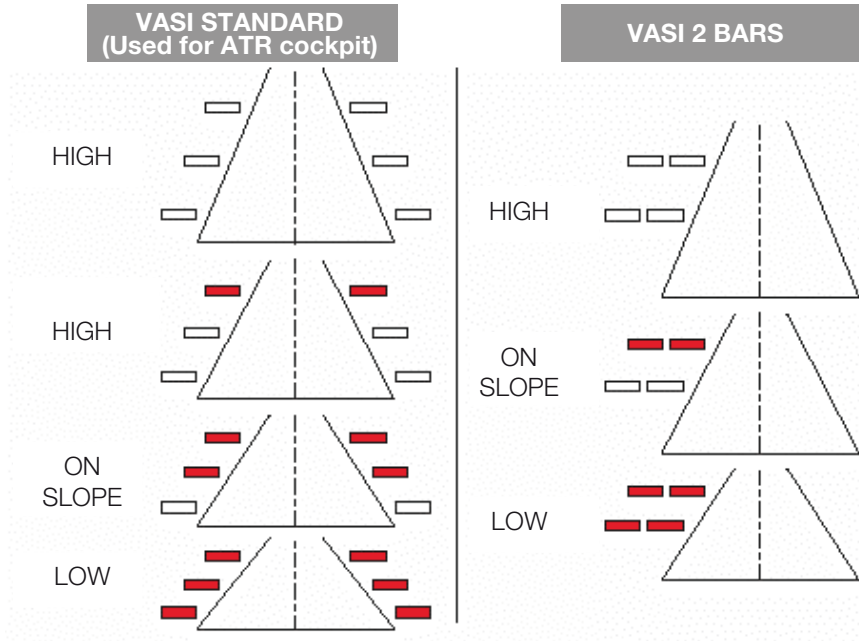 VASI STANDARD
(Used for ATR cockpit)
HIGH
HIGH
ON
SLOPE
LOW
VASI 2 BARS
HIGH
ON
SLOPE
LOW